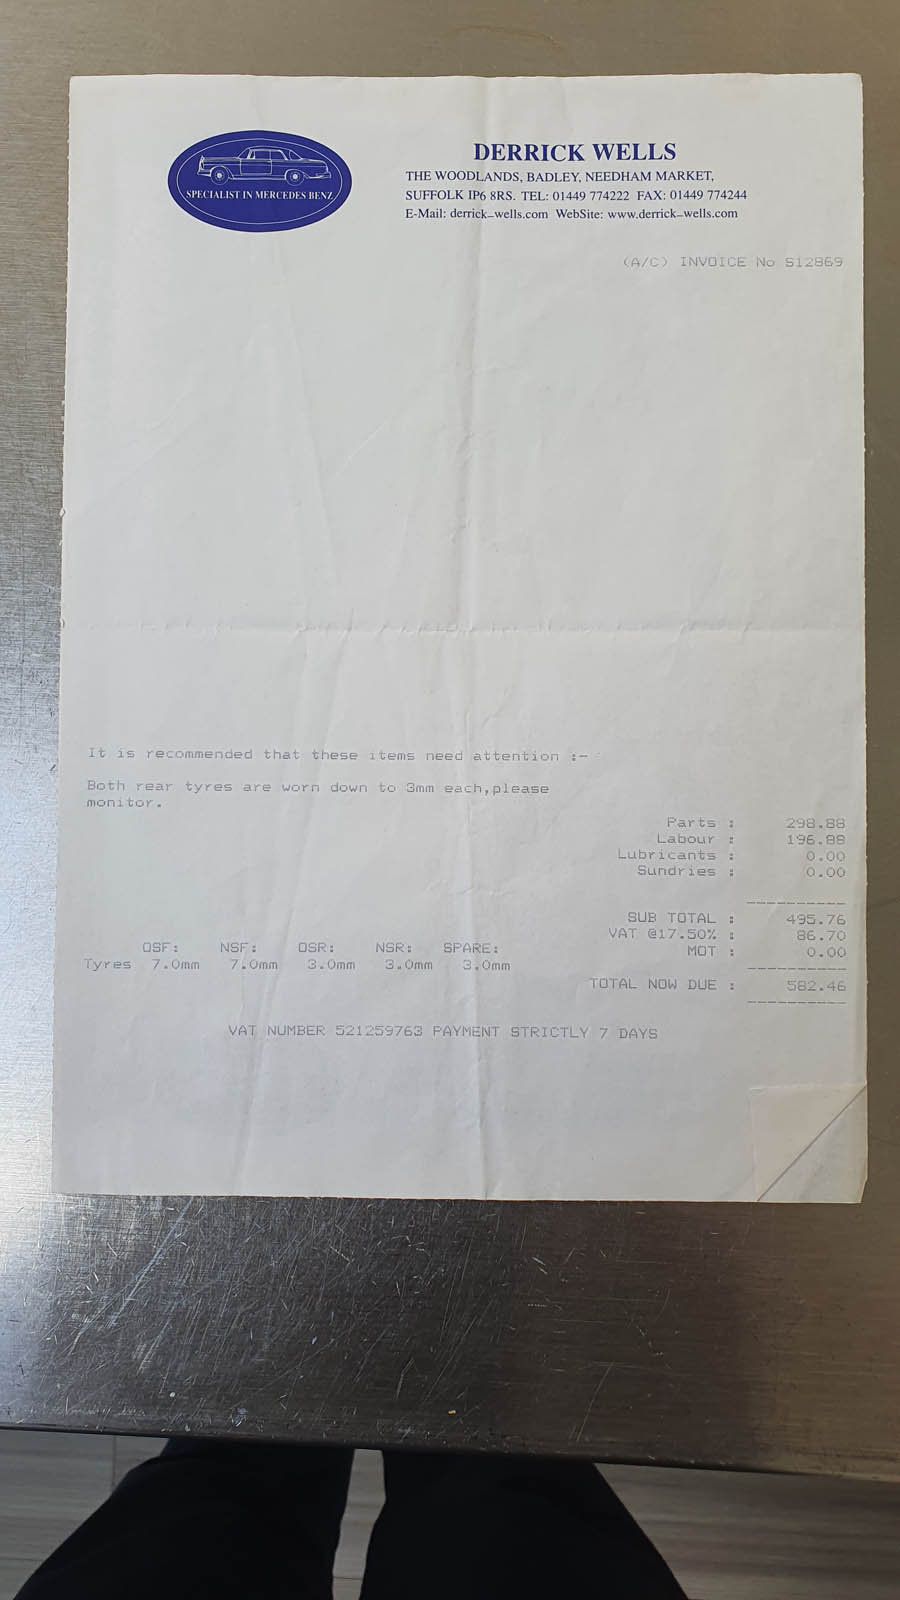 SPECIALIST IN MERCEDES BENZ
DERRICK WELLS
THE WOODLANDS, BADLEY, NEEDHAM MARKET,
SUFFOLK IP6 8RS. TEL: 01449 774222 FAX: 01449 774244
E-Mail: derrick–wells.com WebSite: www.derrick–wells.com
(A/C) INVOICE No S12869
It is recommended that these items need attention :-
Both rear tyres are worn down to 3mm each,please
monitor.
Parts : 298.88
Labour : 196.88
Lubricants : 0.00
Sundries : 0.00
SUB TOTAL : 495.76
VAT @17.50% : 86.70
MOT : 0.00
OSF: NSF: OSR: NSR: SPARE:
Tyres 7.0mm 7.0mm 3.0mm 3.0mm 3.0mm
TOTAL NOW DUE : 582.46
VAT NUMBER 521259763 PAYMENT STRICTLY 7 DAYS